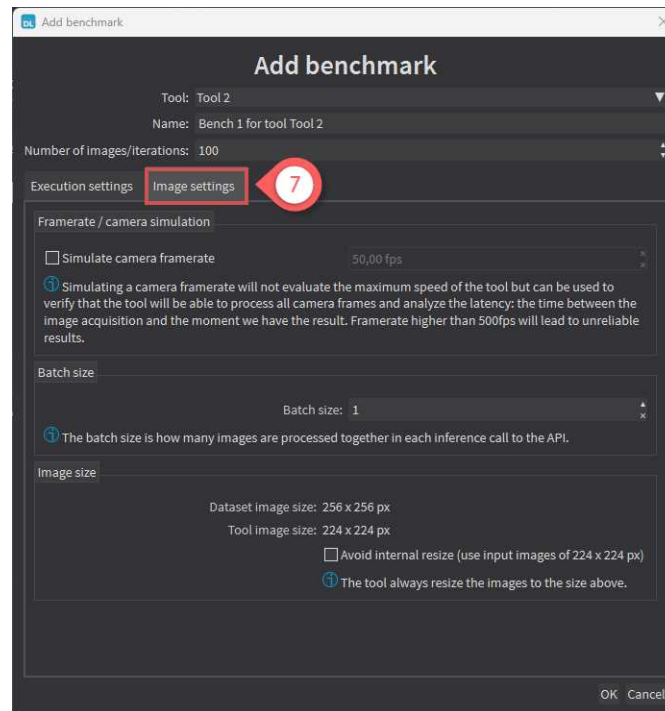 DL Add benchmark
Add benchmark
Tool: Tool 2
Name: Bench 1 for tool Tool 2
Number of images/iterations: 100
Execution settings Image settings 7
Framerate / camera simulation
Simulate camera framerate 50,00 fps
Simulating a camera framerate will not evaluate the maximum speed of the tool but can be used to
verify that the tool will be able to process all camera frames and analyze the latency: the time between the
image acquisition and the moment we have the result. Framerate higher than 500fps will lead to unreliable
results.
Batch size
Batch size: 1
The batch size is how many images are processed together in each inference call to the API.
Image size
Dataset image size: 256 x 256 px
Tool image size: 224 x 224 px
Avoid internal resize (use input images of 224 x 224 px)
The tool always resize the images to the size above.
OK Cancel